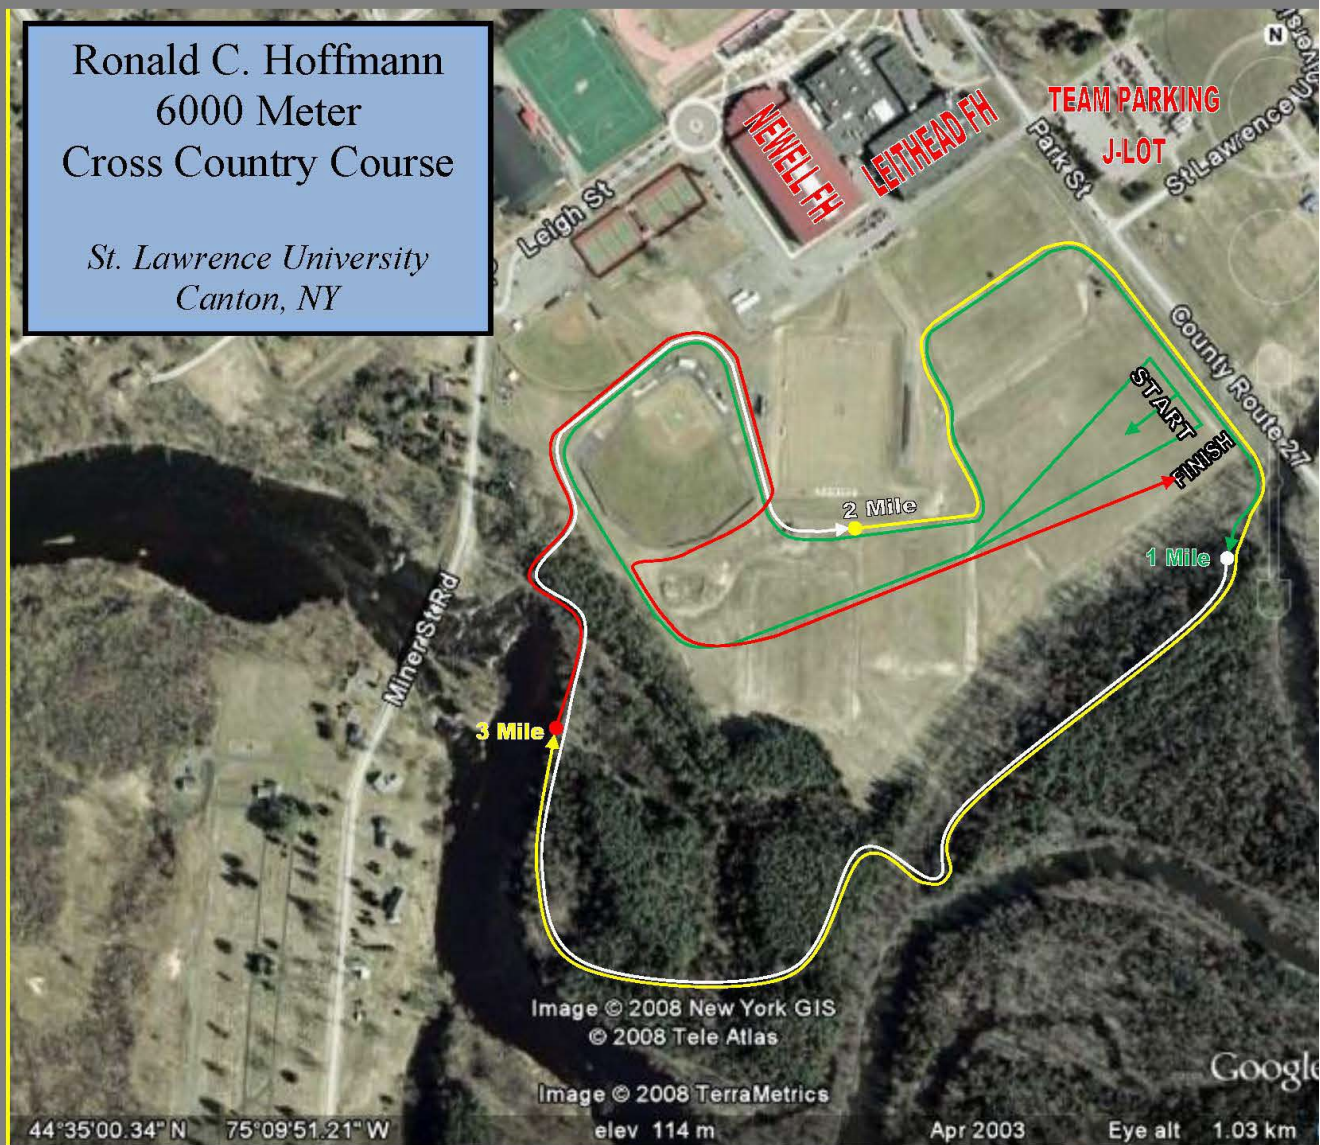 Ronald C. Hoffmann
6000 Meter
Cross Country Course
St. Lawrence University
Canton, NY
N
TEAM PARKING
J-LOT
NEWELL FH
LEITHEAD FH
Park St
St Lawrence
Leigh St
County Route 27
START
FINISH
2 Mile
1 Mile
3 Mile
Image © 2008 New York GIS
© 2008 Tele Atlas
Image © 2008 TerraMetrics
Google
44°35'00.34" N 75°09'51.21" W elev 114 m Apr 2003 Eye alt 1.03 km